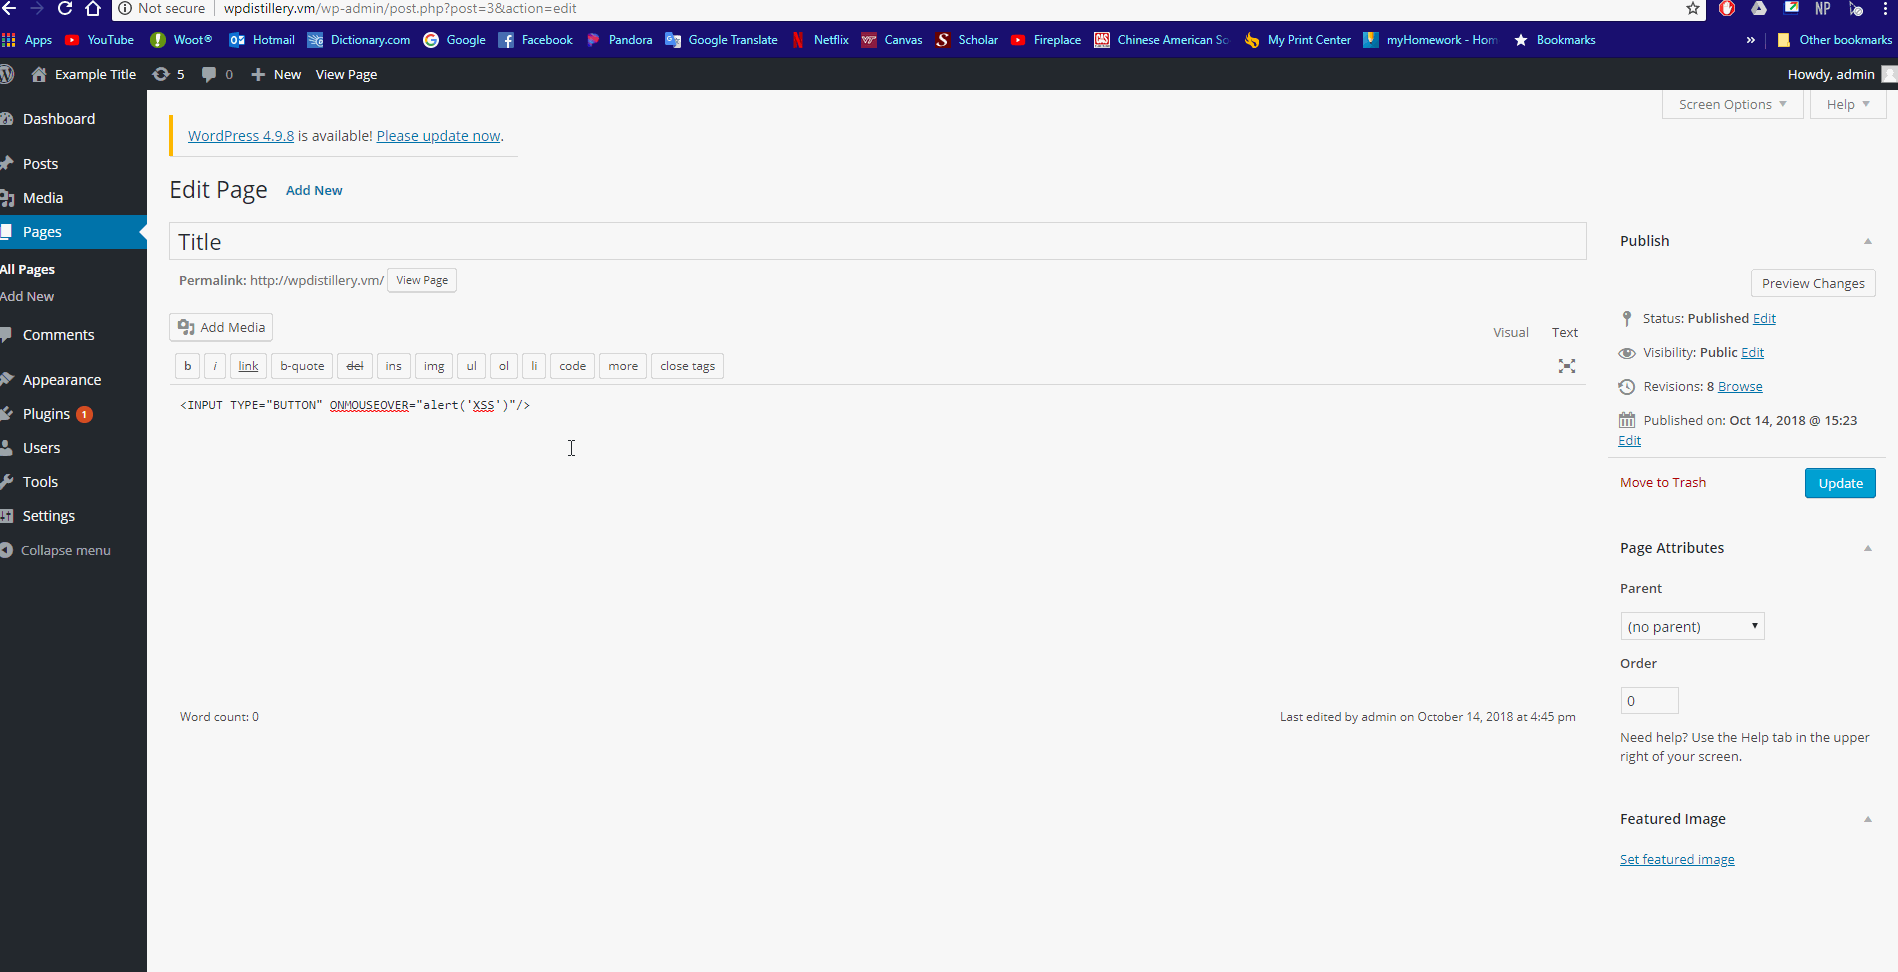 Not secure wpdistillery.vm/wp-admin/post.php?post=3&action=edit NP
Apps YouTube Woot® Hotmail Dictionary.com Google Facebook Pandora Google Translate Netflix Canvas Scholar Fireplace Chinese American So My Print Center myHomework - Hom Bookmarks » Other bookmarks
Example Title 5 0 New View Page Howdy, admin
Screen Options Help
Dashboard
Posts
Media
Pages
All Pages
Add New
Comments
Appearance
Plugins 1
Users
Tools
Settings
Collapse menu
WordPress 4.9.8 is available! Please update now.
Edit Page Add New
Title
Permalink: http://wpdistillery.vm/ View Page
Add Media
Visual Text
b i link b-quote del ins img ul ol li code more close tags
<INPUT TYPE="BUTTON" ONMOUSEOVER="alert('XSS')"/>
Word count: 0
Last edited by admin on October 14, 2018 at 4:45 pm
Publish
Preview Changes
Status: Published Edit
Visibility: Public Edit
Revisions: 8 Browse
Published on: Oct 14, 2018 @ 15:23
Edit
Move to Trash Update
Page Attributes
Parent
(no parent)
Order
0
Need help? Use the Help tab in the upper
right of your screen.
Featured Image
Set featured image